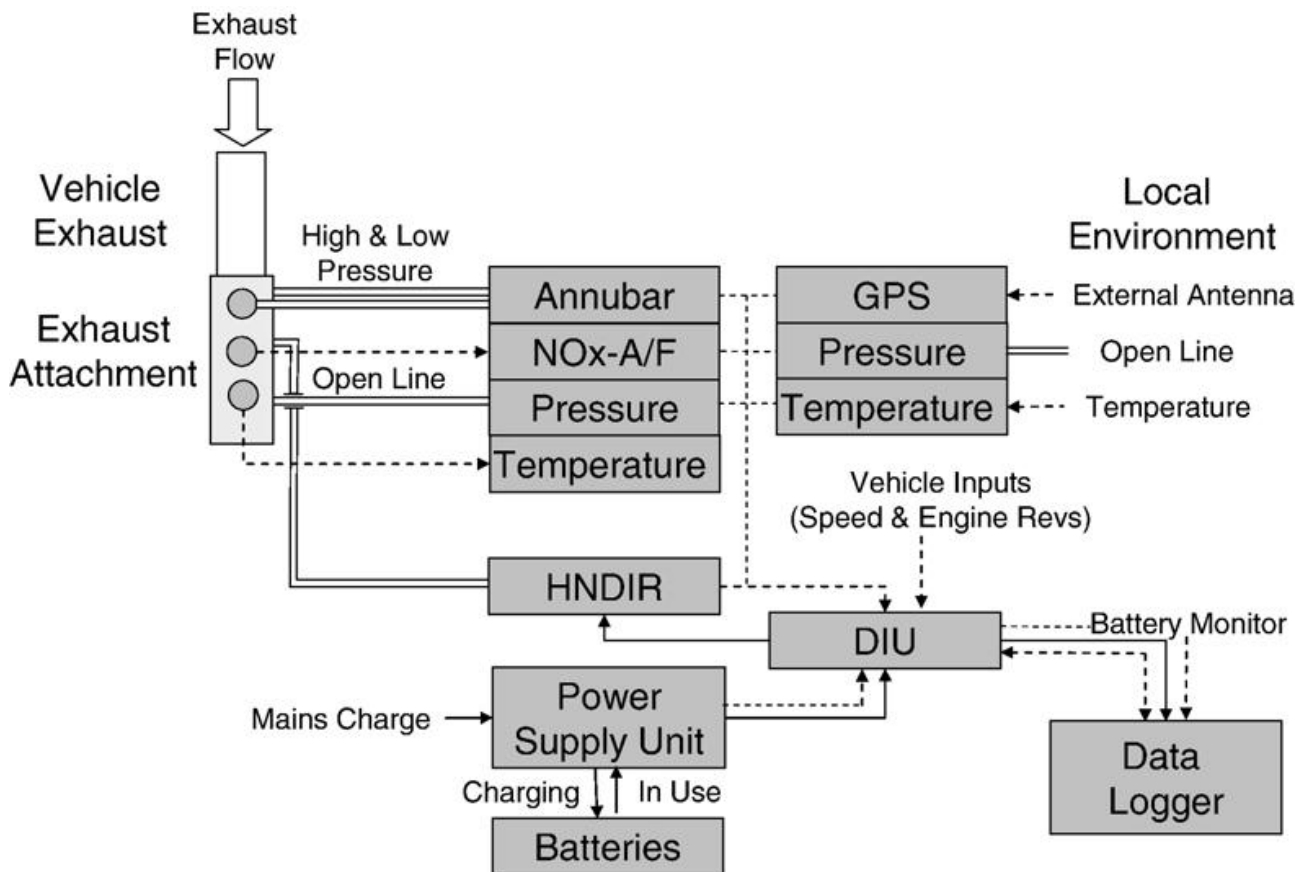 Exhaust
Flow
Vehicle
Exhaust
High & Low
Pressure
Local
Environment
Annubar
GPS
External Antenna
Exhaust
Attachment
NOx-A/F
Pressure
Open Line
Open Line
Pressure
Temperature
Temperature
Temperature
Vehicle Inputs
(Speed & Engine Revs)
HNDIR
DIU
Battery Monitor
Mains Charge
Power
Supply Unit
Data
Logger
Charging
In Use
Batteries